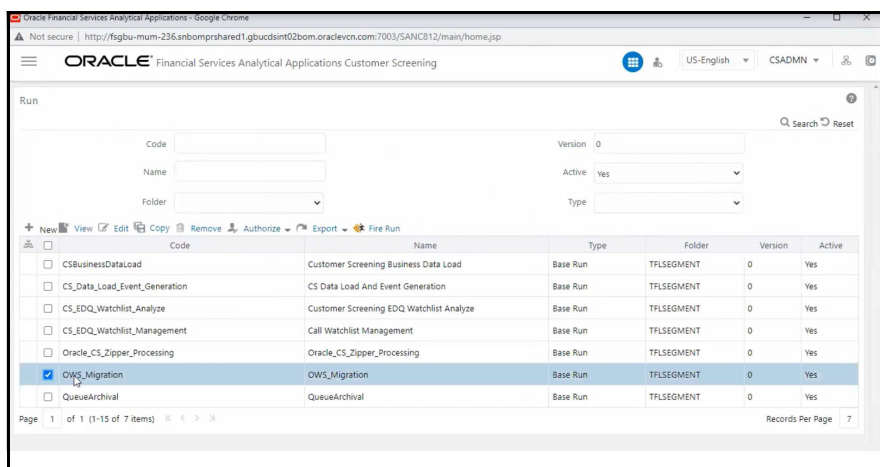 Oracle Financial Services Analytical Applications - Google Chrome
Not secure | http://fsgbu-mum-236.snbomprshared1.gbucdsint02bom.oraclevcn.com:7003/SANC812/main/home.jsp
ORACLE® Financial Services Analytical Applications Customer Screening US-English CSADMN
Run
Search Reset
Code Version 0
Name Active Yes
Folder Type
New View Edit Copy Remove Authorize Export Fire Run
Code Name Type Folder Version Active
CSBusinessDataLoad Customer Screening Business Data Load Base Run TFLSEGMENT 0 Yes
CS_Data_Load_Event_Generation CS Data Load And Event Generation Base Run TFLSEGMENT 0 Yes
CS_EDQ_Watchlist_Analyze Customer Screening EDQ Watchlist Analyze Base Run TFLSEGMENT 0 Yes
CS_EDQ_Watchlist_Management Call Watchlist Management Base Run TFLSEGMENT 0 Yes
Oracle_CS_Zipper_Processing Oracle_CS_Zipper_Processing Base Run TFLSEGMENT 0 Yes
OWS_Migration OWS_Migration Base Run TFLSEGMENT 0 Yes
QueueArchival QueueArchival Base Run TFLSEGMENT 0 Yes
Page 1 of 1 (1-15 of 7 items) Records Per Page 7